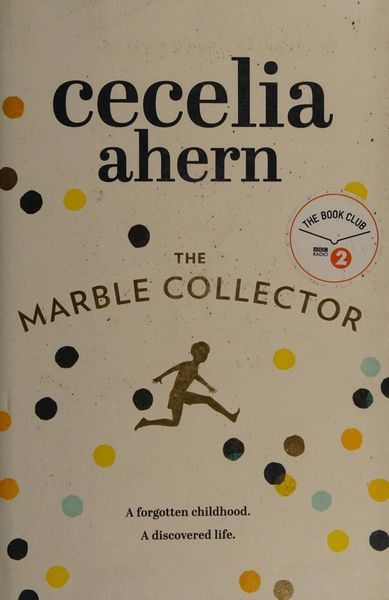 cecelia
ahern
THE BOOK CLUB
BBC
RADIO
2
THE
MARBLE COLLECTOR
A forgotten childhood.
A discovered life.